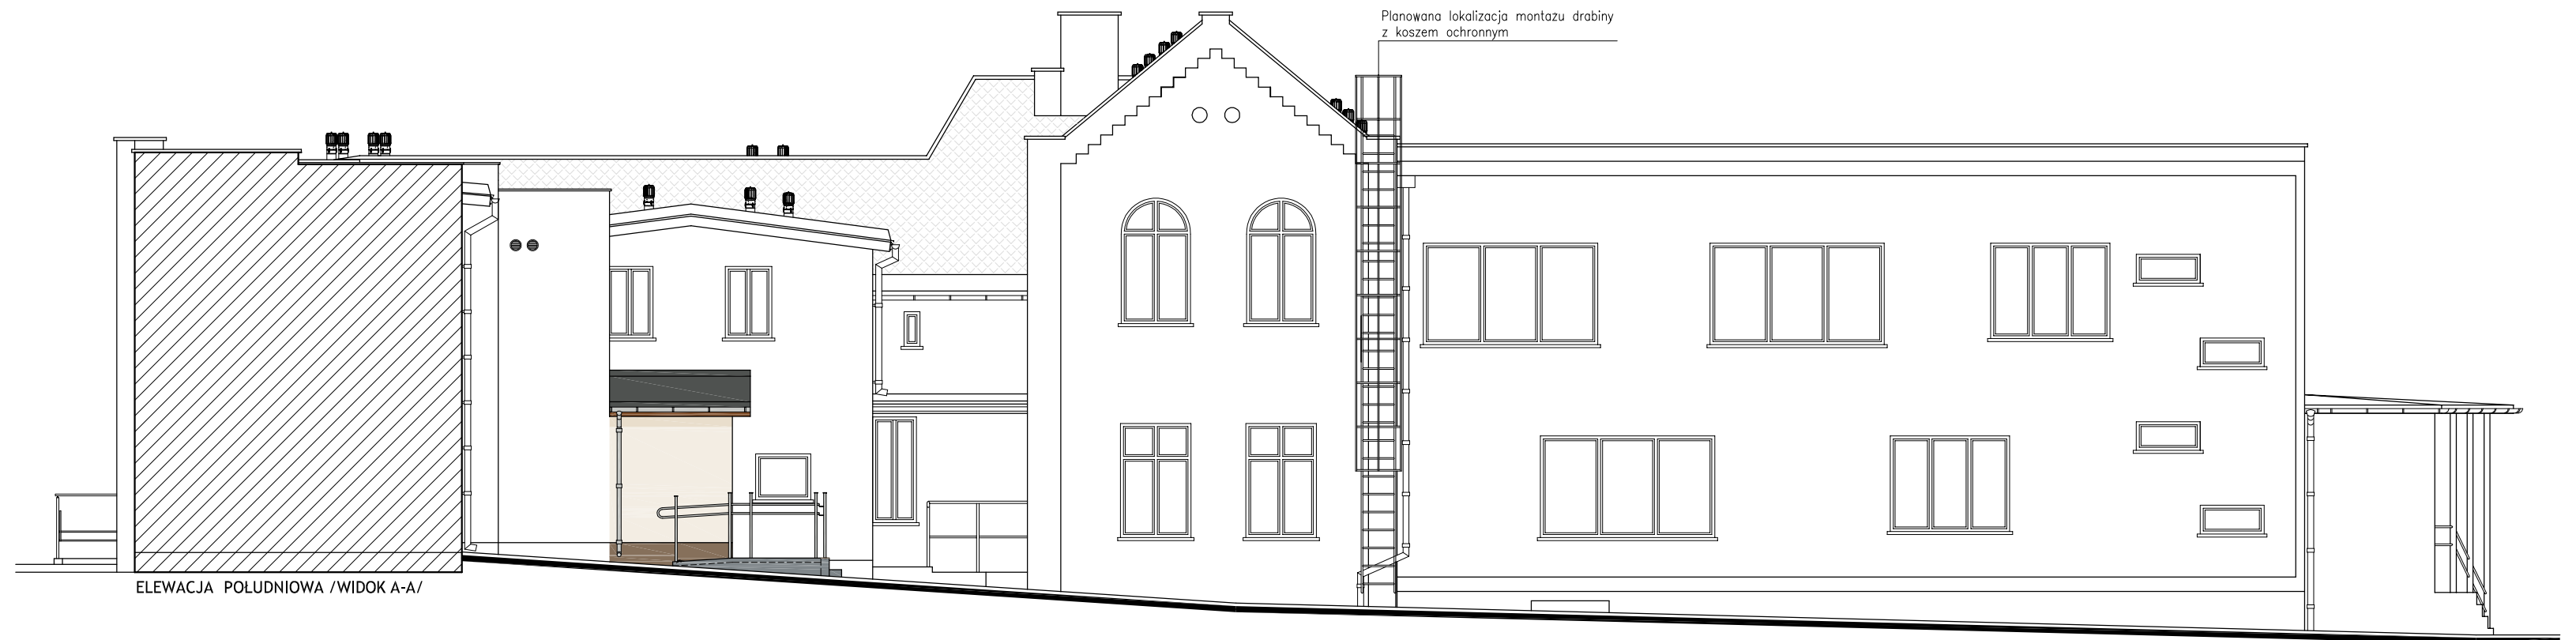 Planowana lokalizacja montażu drabiny
z koszem ochronnym
ELEWACJA POŁUDNIOWA /WIDOK A-A/